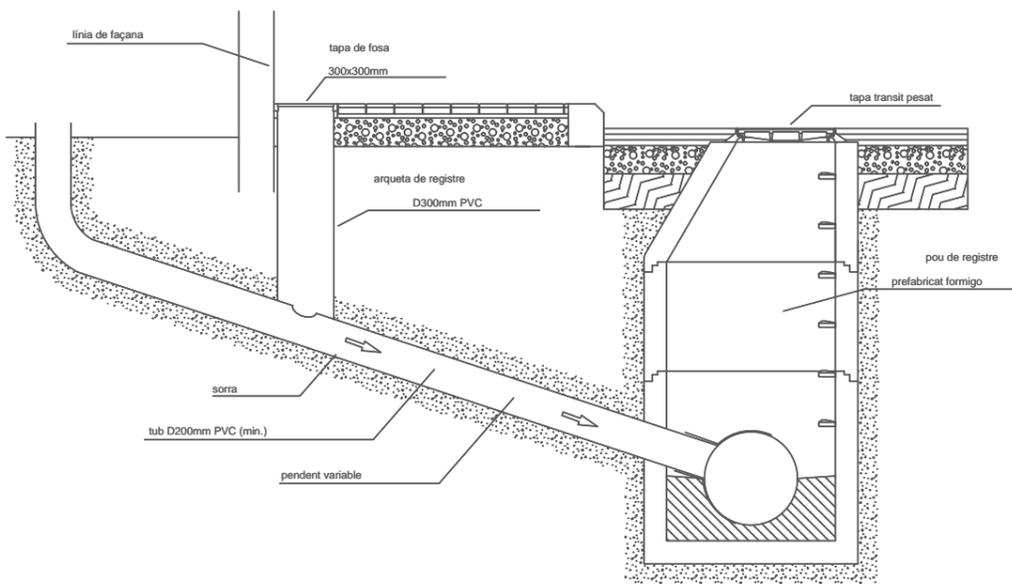 línia de façana
tapa de fosa
300x300mm
tapa transit pesat
arqueta de registre
D300mm PVC
pou de registre
prefabricat formigo
sorra
tub D200mm PVC (min.)
pendent variable